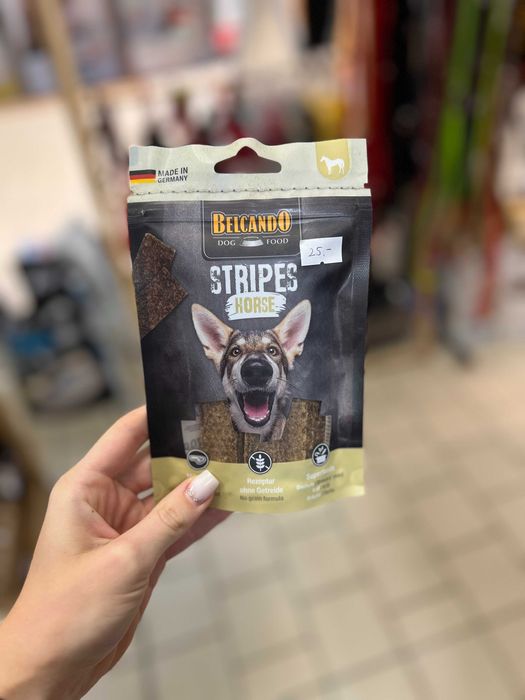 MADE IN
GERMANY
BELCANDO
DOG FOOD
25,-
STRIPES
HORSE
Rezeptur
ohne Getreide
No grain formula